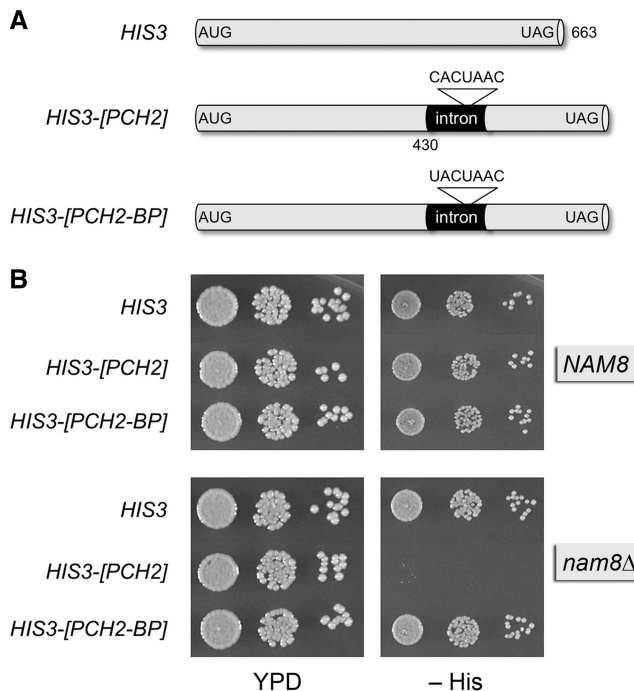 A
HIS3
AUG UAG 663
CACUAAC
HIS3-[PCH2]
AUG intron UAG
430
UACUAAC
HIS3-[PCH2-BP]
AUG intron UAG
B
HIS3
HIS3-[PCH2]
HIS3-[PCH2-BP]
NAM8
HIS3
HIS3-[PCH2]
HIS3-[PCH2-BP]
nam8Δ
YPD – His